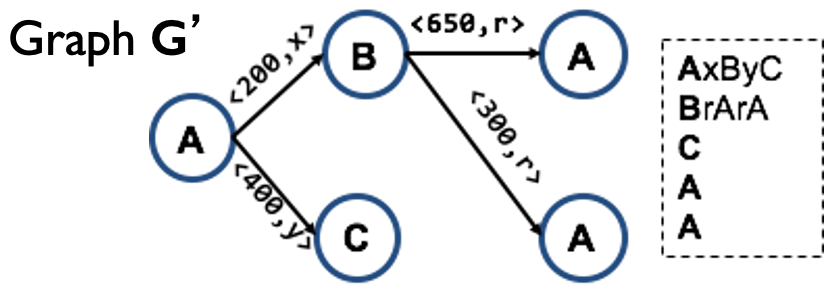 Graph G’
<200,x>
<650,r>
B
A
A
<300,r>
<400,y>
C
A
AxByC
BrArA
C
A
A